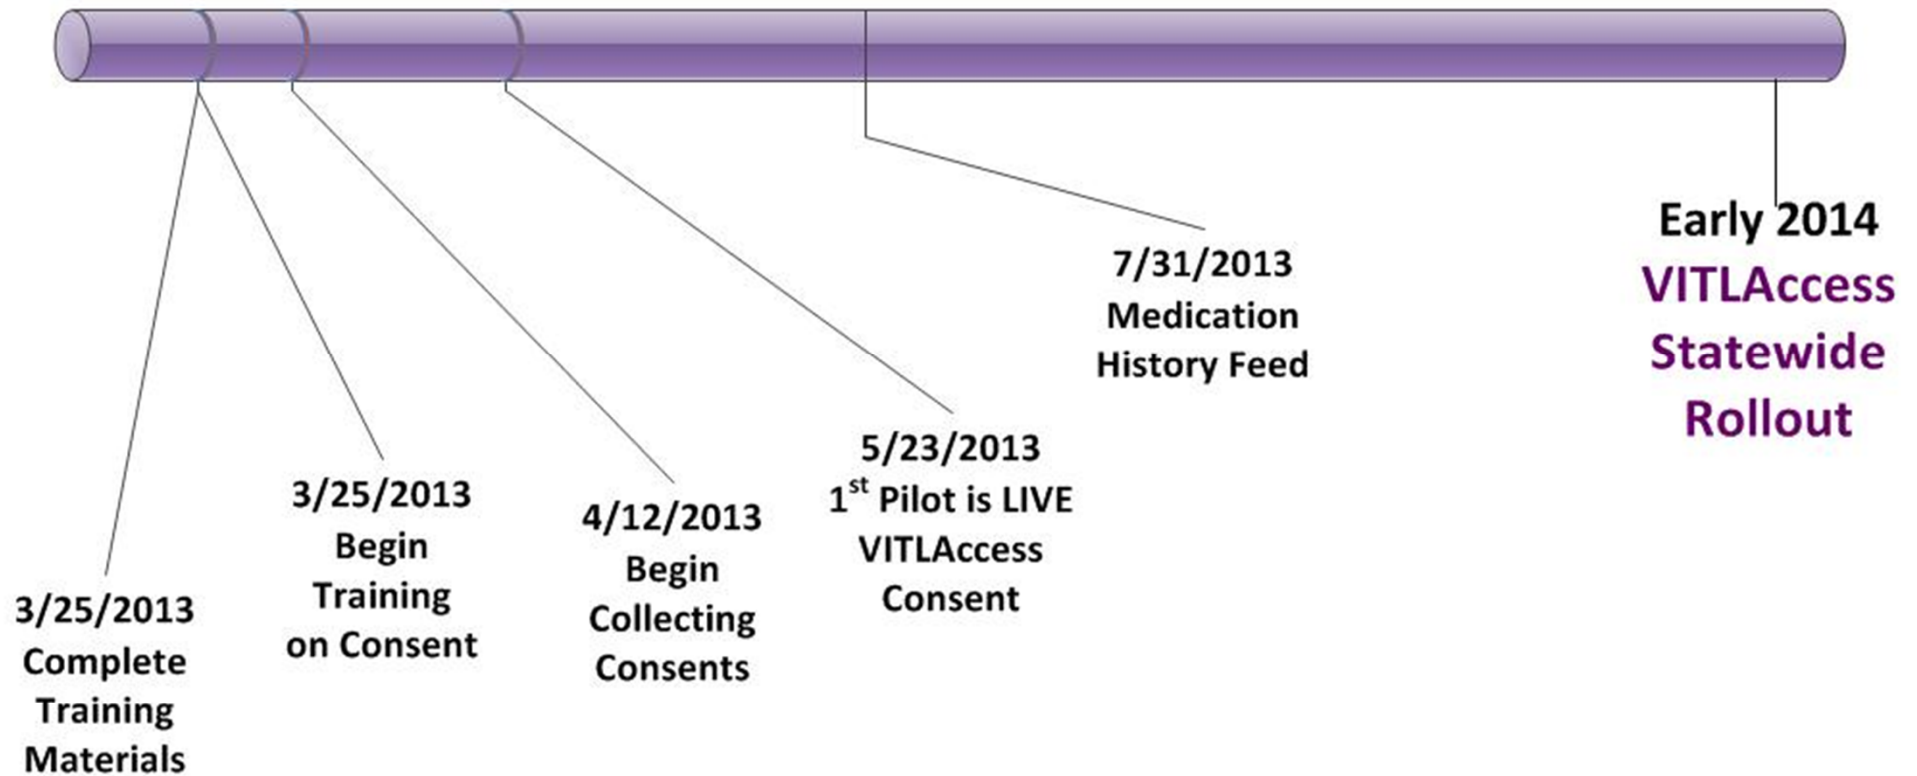 3/25/2013
Complete
Training
Materials
3/25/2013
Begin
Training
on Consent
4/12/2013
Begin
Collecting
Consents
5/23/2013
1st Pilot is LIVE
VITLAccess
Consent
7/31/2013
Medication
History Feed
Early 2014
VITLAccess
Statewide
Rollout